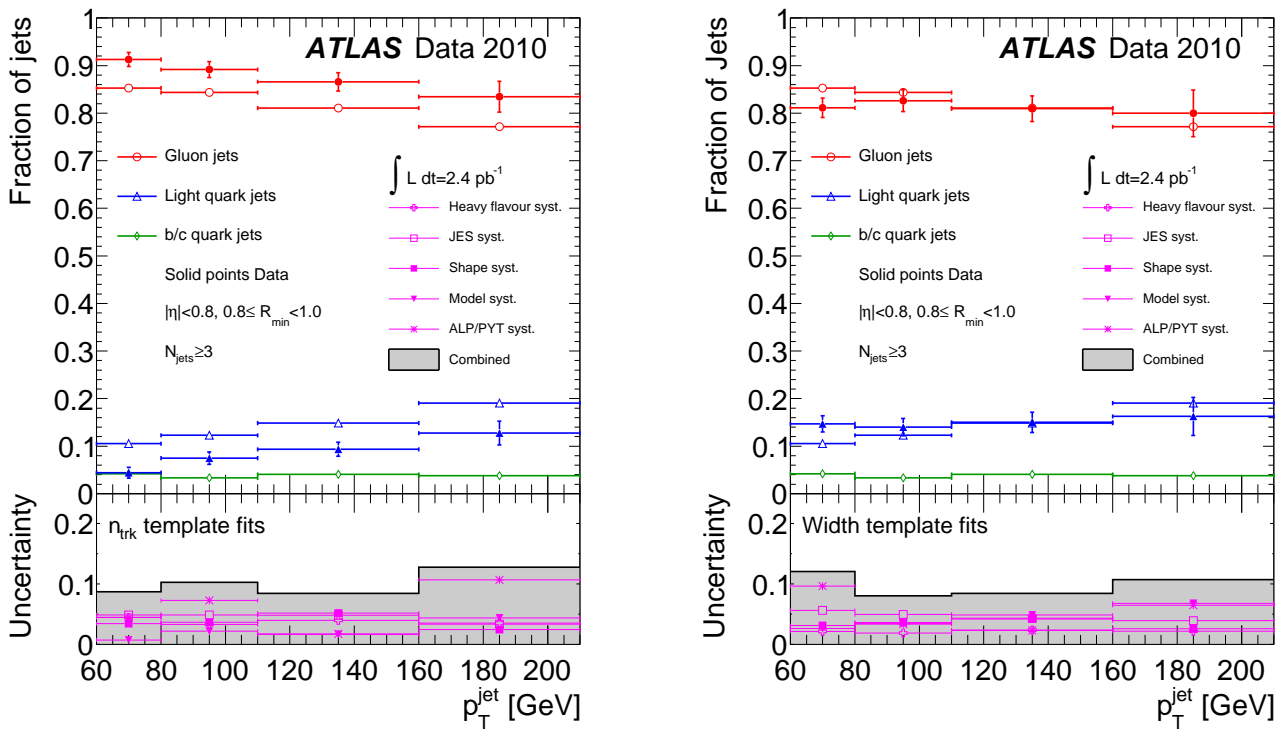 Fraction of jets
1
0.9
0.8
0.7
0.6
0.5
0.4
0.3
0.2
0.1
0
ATLAS Data 2010
Gluon jets
Light quark jets
b/c quark jets
Solid points Data
|η|<0.8, 0.8≤ R_min<1.0
N_jets≥3
∫ L dt=2.4 pb^-1
Heavy flavour syst.
JES syst.
Shape syst.
Model syst.
ALP/PYT syst.
Combined
Uncertainty
0.2
0.1
0
n_trk template fits
60 80 100 120 140 160 180 200
p_T^jet [GeV]
Fraction of Jets
1
0.9
0.8
0.7
0.6
0.5
0.4
0.3
0.2
0.1
0
ATLAS Data 2010
Gluon jets
Light quark jets
b/c quark jets
Solid points Data
|η|<0.8, 0.8≤ R_min<1.0
N_jets≥3
∫ L dt=2.4 pb^-1
Heavy flavour syst.
JES syst.
Shape syst.
Model syst.
ALP/PYT syst.
Combined
Uncertainty
0.2
0.1
0
Width template fits
60 80 100 120 140 160 180 200
p_T^jet [GeV]